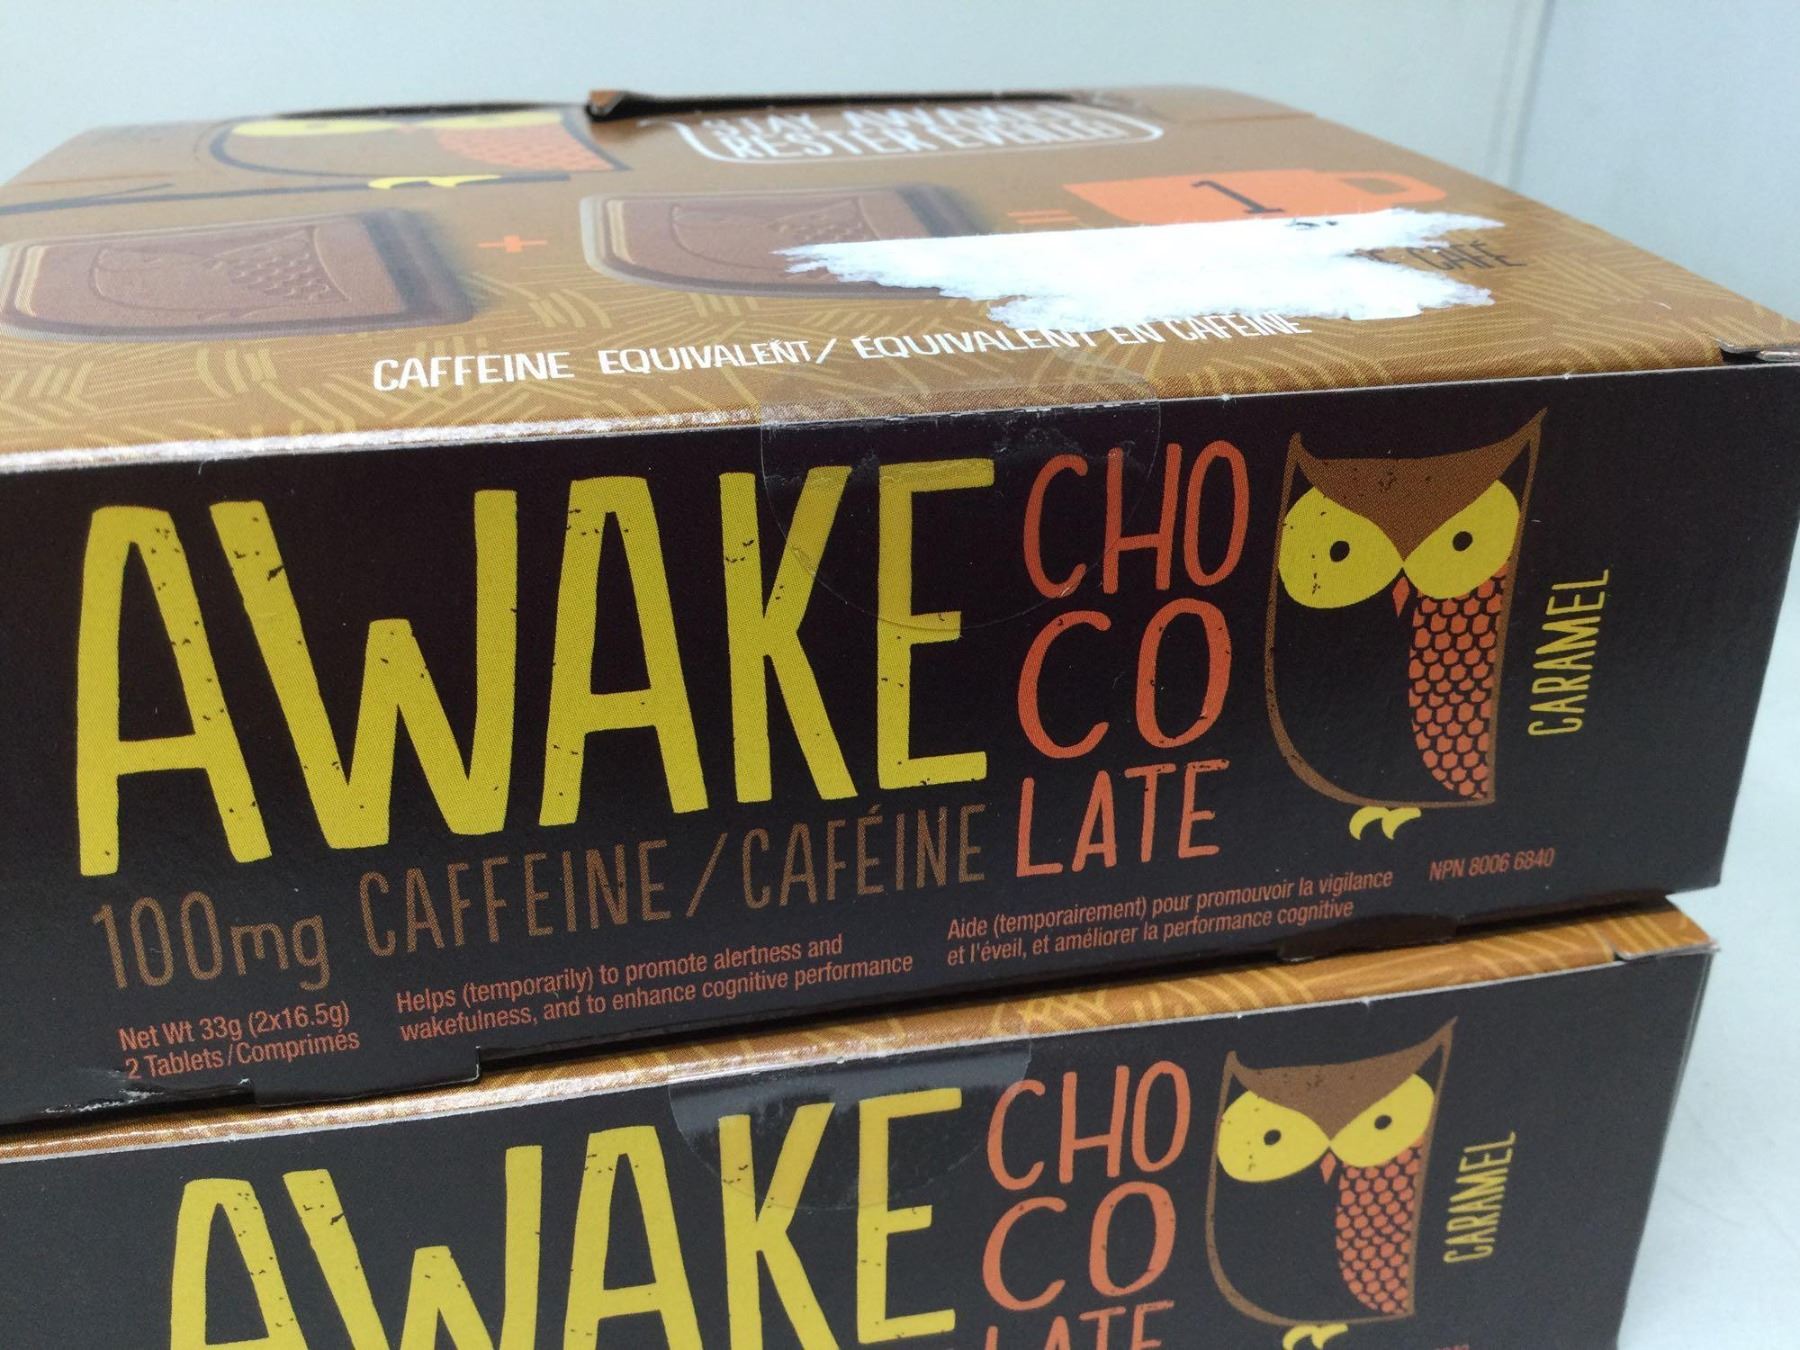 STAY AWAKE
RESTER ÉVEILLÉ
+
=
1
CAFÉ
CAFFEINE EQUIVALENT / ÉQUIVALENT EN CAFÉINE
AWAKE
CHO
CO
LATE
CARAMEL
100mg CAFFEINE / CAFÉINE
Net Wt 33g (2x16.5g)
2 Tablets/Comprimés
Helps (temporarily) to promote alertness and
wakefulness, and to enhance cognitive performance
Aide (temporairement) pour promouvoir la vigilance
et l'éveil, et améliorer la performance cognitive
NPN 8006 6840
AWAKE
CHO
CO
LATE
CARAMEL